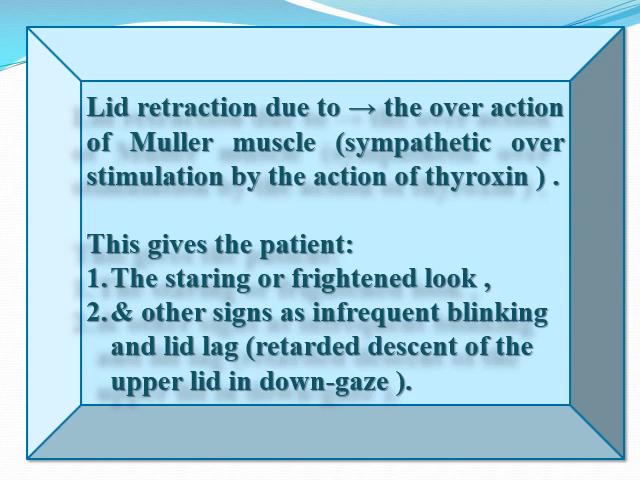 Lid retraction due to → the over action
of Muller muscle (sympathetic over
stimulation by the action of thyroxin ) .
This gives the patient:
1. The staring or frightened look ,
2. & other signs as infrequent blinking
and lid lag (retarded descent of the
upper lid in down-gaze ).